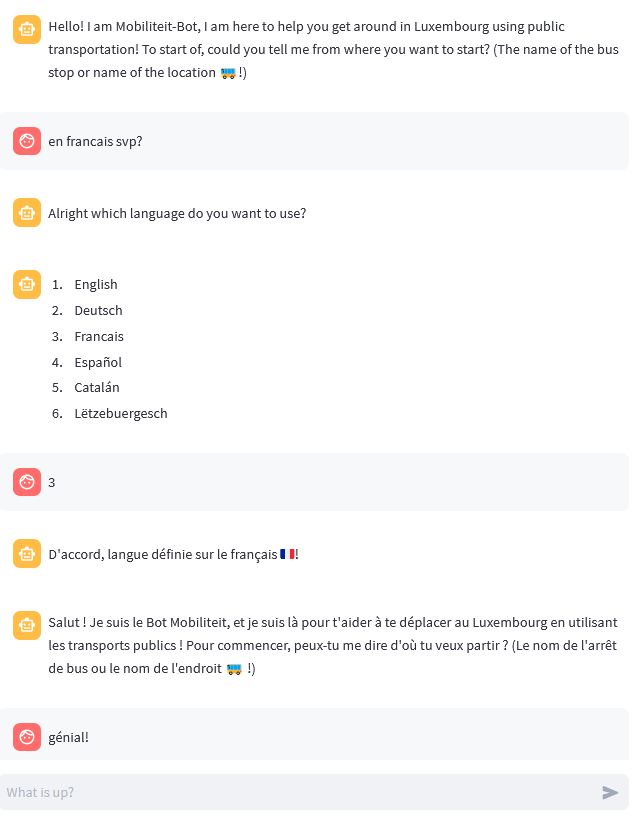 Hello! I am Mobiliteit-Bot, I am here to help you get around in Luxembourg using public
transportation! To start of, could you tell me from where you want to start? (The name of the bus
stop or name of the location 🚌 !)
en francais svp?
Alright which language do you want to use?
1. English
2. Deutsch
3. Francais
4. Español
5. Catalán
6. Lëtzebuergesch
3
D'accord, langue définie sur le français 🇫🇷!
Salut ! Je suis le Bot Mobiliteit, et je suis là pour t'aider à te déplacer au Luxembourg en utilisant
les transports publics ! Pour commencer, peux-tu me dire d'où tu veux partir ? (Le nom de l'arrêt
de bus ou le nom de l'endroit 🚌 !)
génial!
What is up?